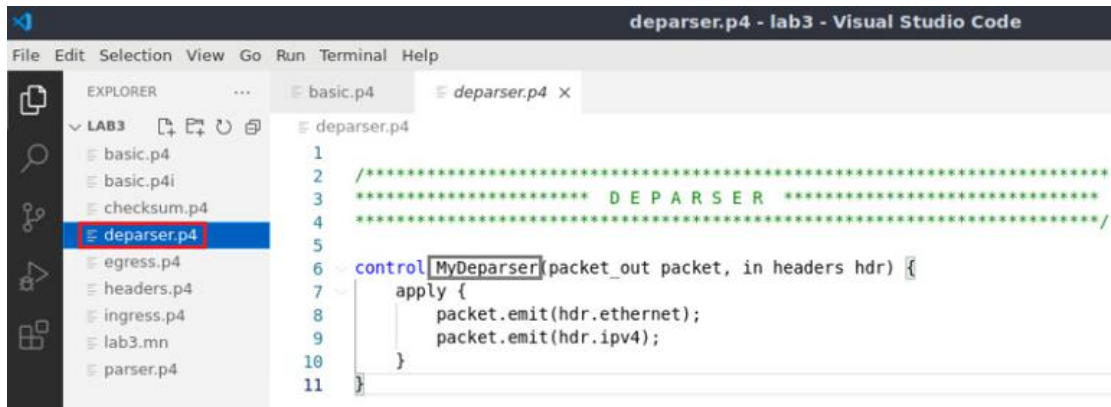 deparser.p4 - lab3 - Visual Studio Code
File Edit Selection View Go Run Terminal Help
EXPLORER ...
LAB3
basic.p4
basic.p4i
checksum.p4
deparser.p4
egress.p4
headers.p4
ingress.p4
lab3.mn
parser.p4
basic.p4 deparser.p4 ×
deparser.p4
1
2 /*************************************************************************
3 *********************** D E P A R S E R *******************************
4 *************************************************************************/
5
6 control MyDeparser(packet_out packet, in headers hdr) {
7 apply {
8 packet.emit(hdr.ethernet);
9 packet.emit(hdr.ipv4);
10 }
11 }